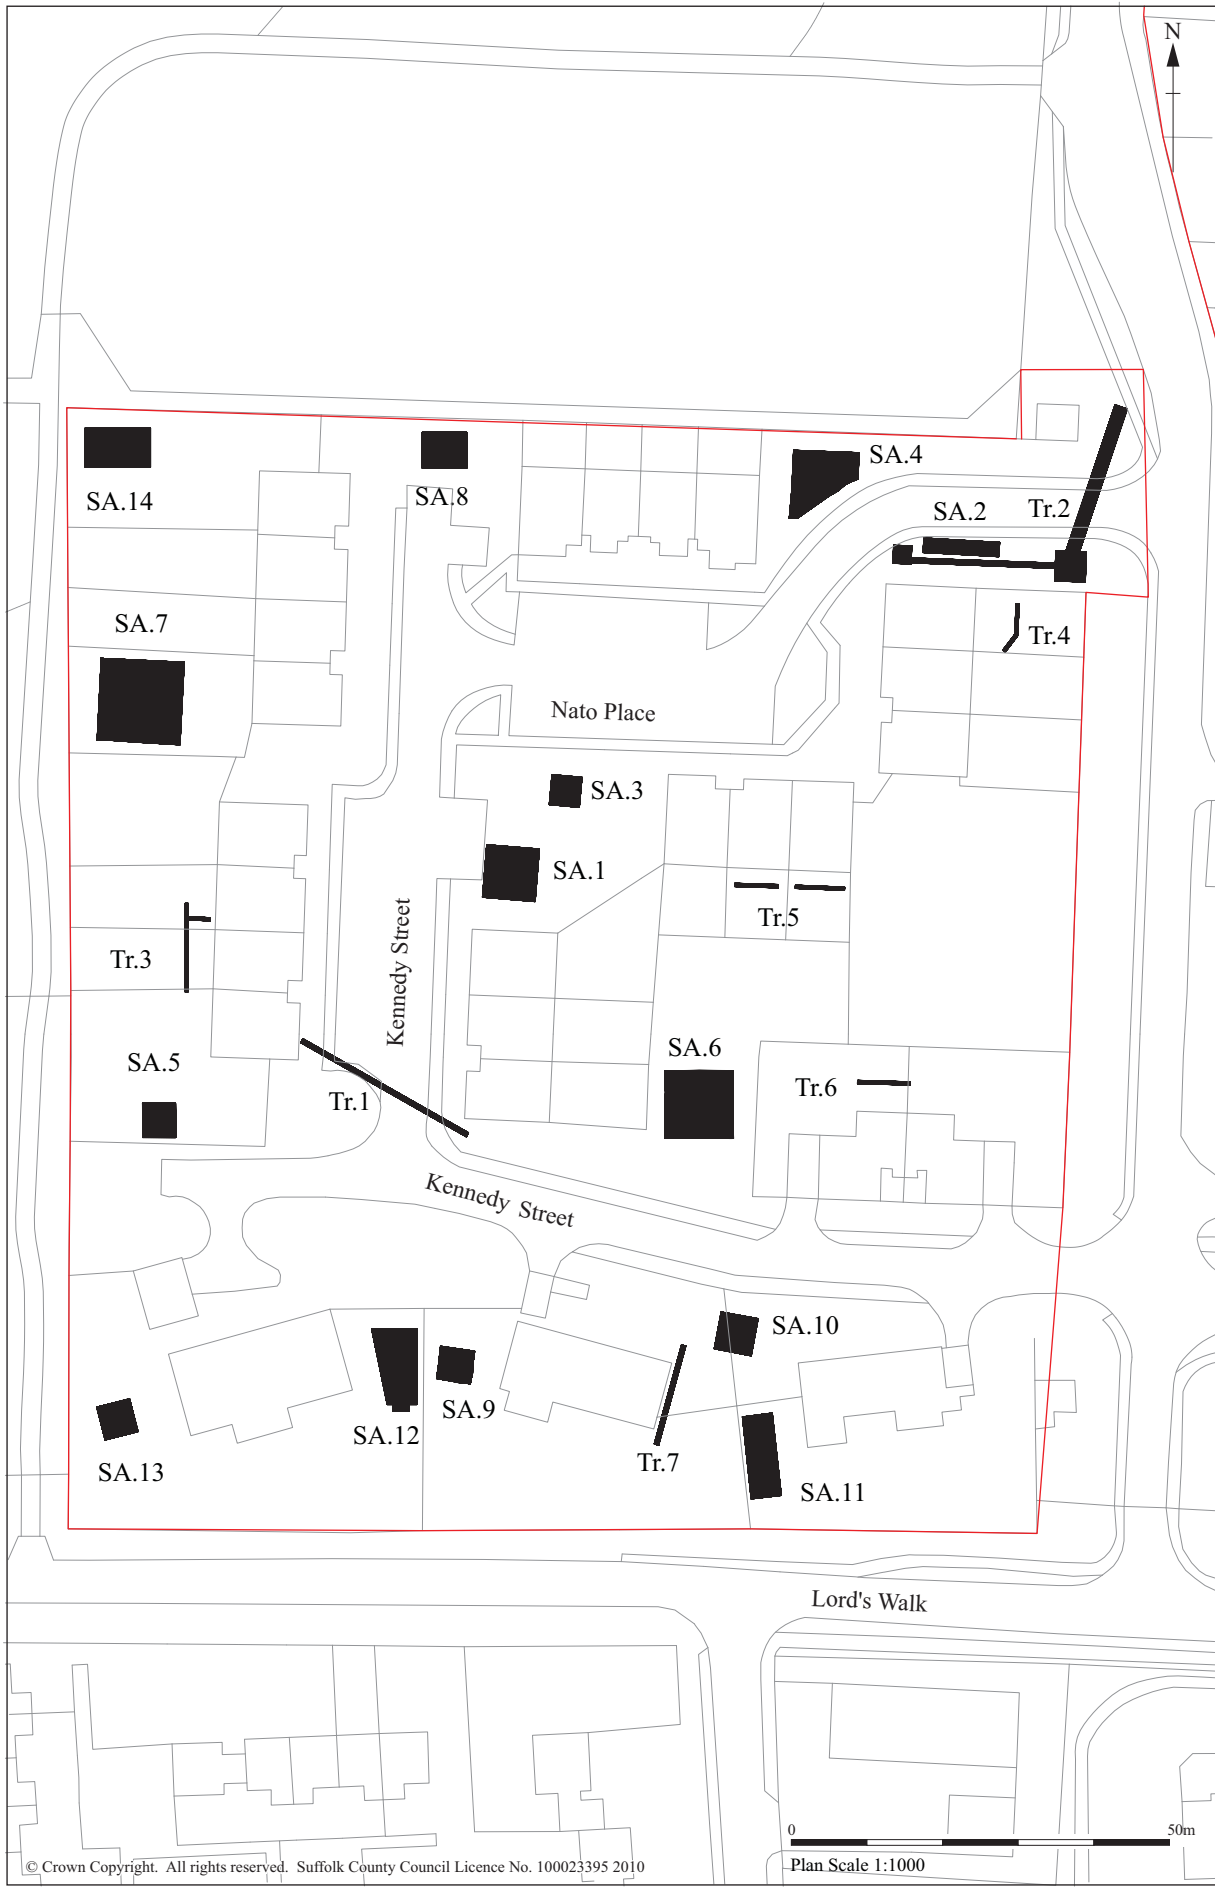 N
SA.4
SA.14
SA.8
SA.2
Tr.2
SA.7
Tr.4
Nato Place
SA.3
SA.1
Tr.5
Kennedy Street
Tr.3
SA.6
SA.5
Tr.6
Tr.1
Kennedy Street
SA.10
SA.9
SA.12
Tr.7
SA.13
SA.11
Lord's Walk
0 50m
Plan Scale 1:1000
© Crown Copyright. All rights reserved. Suffolk County Council Licence No. 100023395 2010